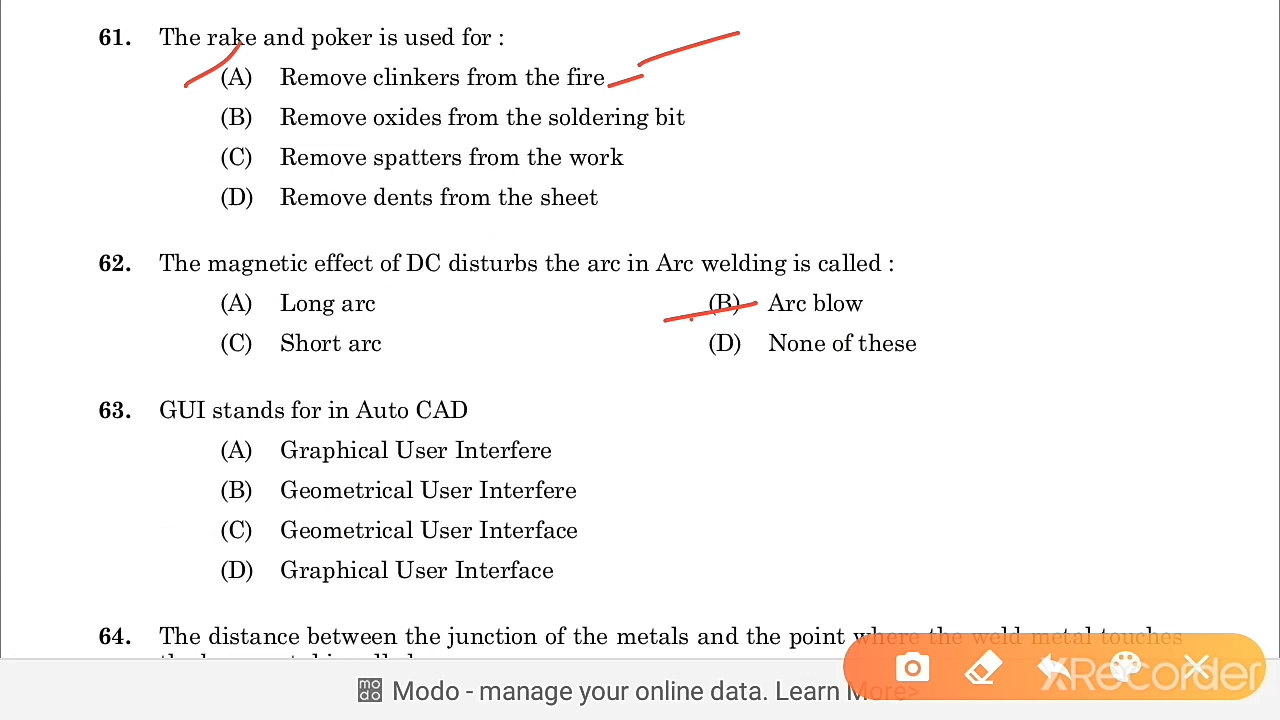 61. The rake and poker is used for :
(A) Remove clinkers from the fire
(B) Remove oxides from the soldering bit
(C) Remove spatters from the work
(D) Remove dents from the sheet
62. The magnetic effect of DC disturbs the arc in Arc welding is called :
(A) Long arc (B) Arc blow
(C) Short arc (D) None of these
63. GUI stands for in Auto CAD
(A) Graphical User Interfere
(B) Geometrical User Interfere
(C) Geometrical User Interface
(D) Graphical User Interface
64. The distance between the junction of the metals and the point where the weld metal touches
modo Modo - manage your online data. Learn More>
XRecorder